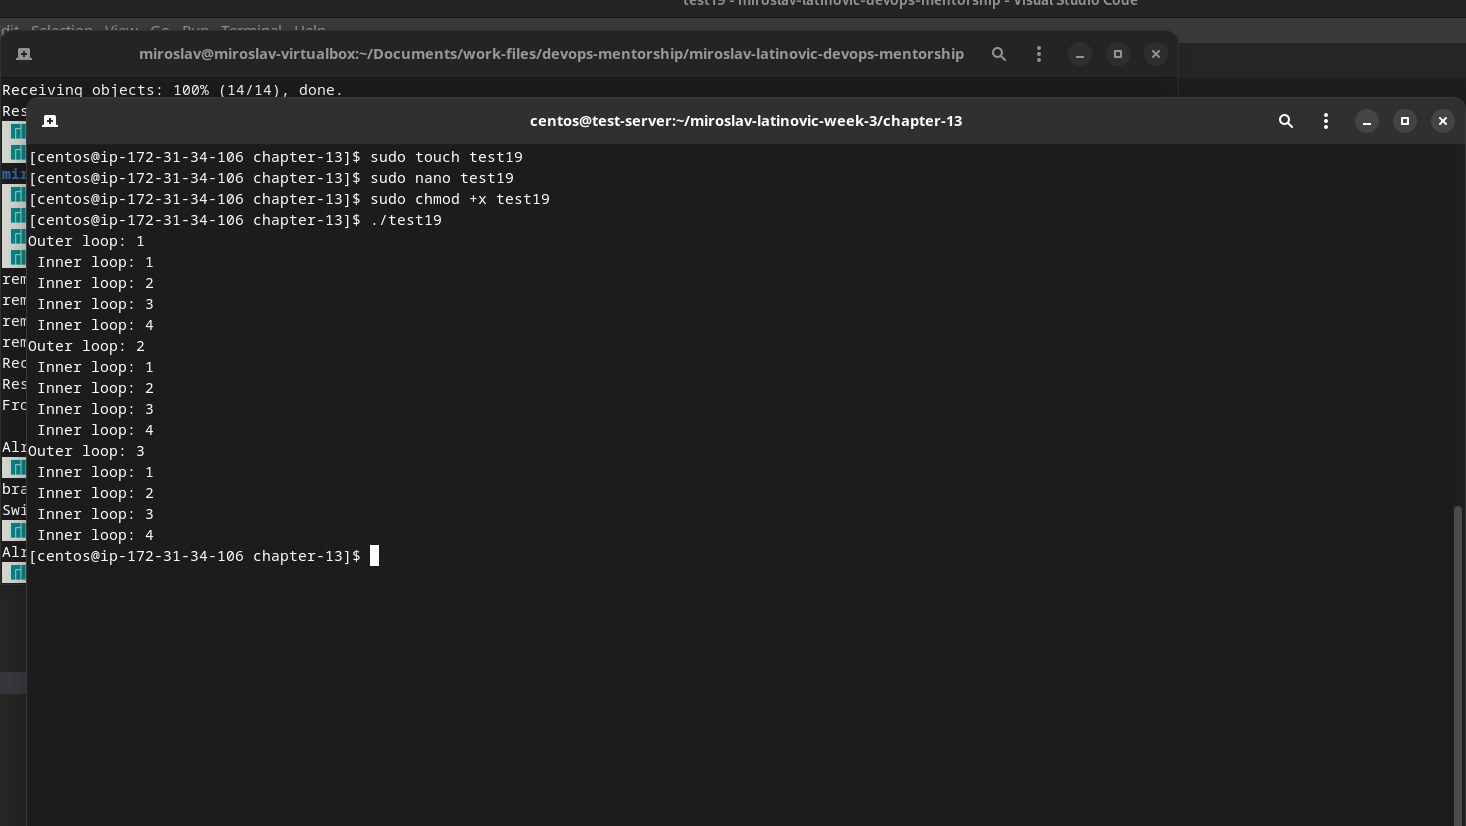 test19 - miroslav-latinovic-devops-mentorship - Visual Studio Code
dit Selection View Go Run Terminal Help
miroslav@miroslav-virtualbox:~/Documents/work-files/devops-mentorship/miroslav-latinovic-devops-mentorship
Receiving objects: 100% (14/14), done.
Res
mir
rem
rem
rem
rem
Rec
Res
Fro
Alr
bra
Swi
Alr
centos@test-server:~/miroslav-latinovic-week-3/chapter-13
[centos@ip-172-31-34-106 chapter-13]$ sudo touch test19
[centos@ip-172-31-34-106 chapter-13]$ sudo nano test19
[centos@ip-172-31-34-106 chapter-13]$ sudo chmod +x test19
[centos@ip-172-31-34-106 chapter-13]$ ./test19
Outer loop: 1
 Inner loop: 1
 Inner loop: 2
 Inner loop: 3
 Inner loop: 4
Outer loop: 2
 Inner loop: 1
 Inner loop: 2
 Inner loop: 3
 Inner loop: 4
Outer loop: 3
 Inner loop: 1
 Inner loop: 2
 Inner loop: 3
 Inner loop: 4
[centos@ip-172-31-34-106 chapter-13]$